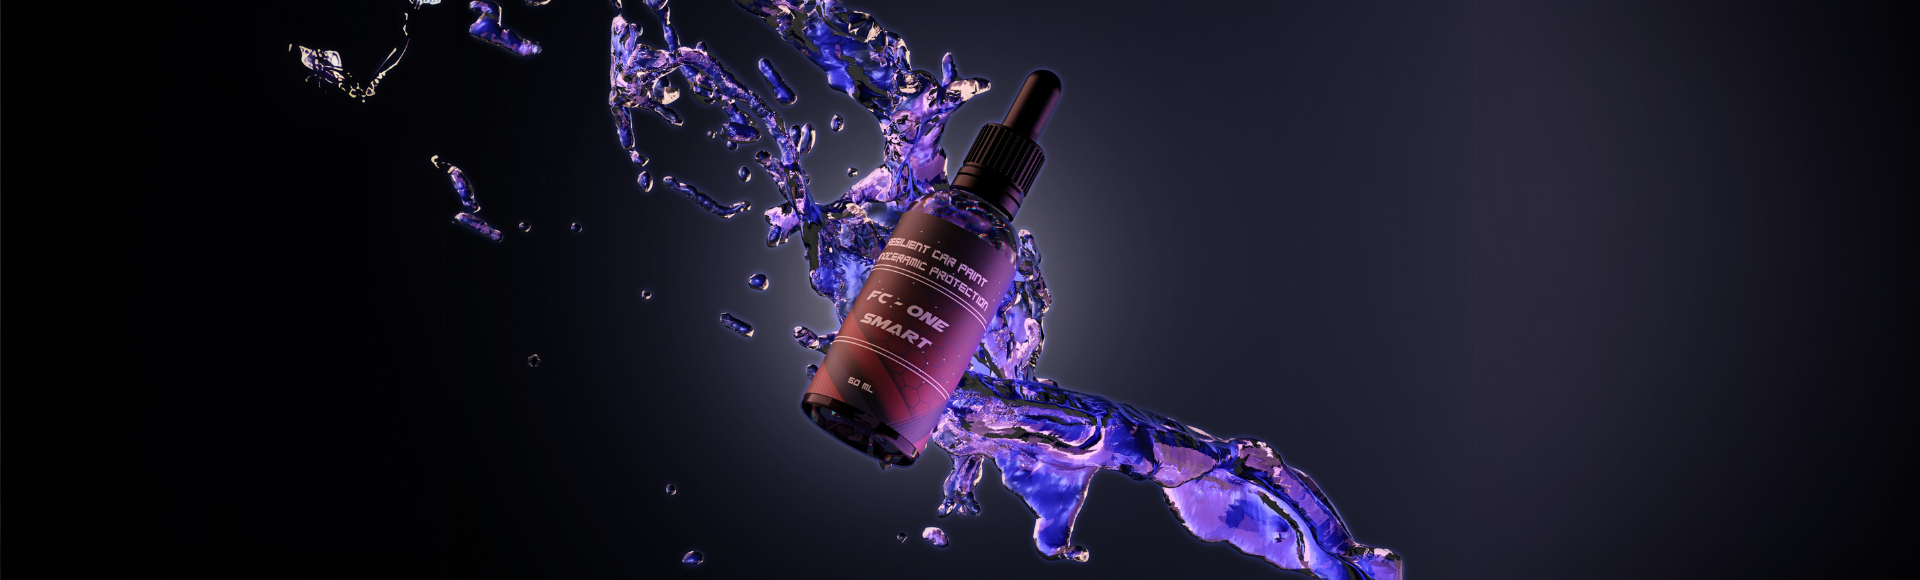 RESILIENT CAR PAINT
PROTECTION
FC - ONE
SMART
50 ML